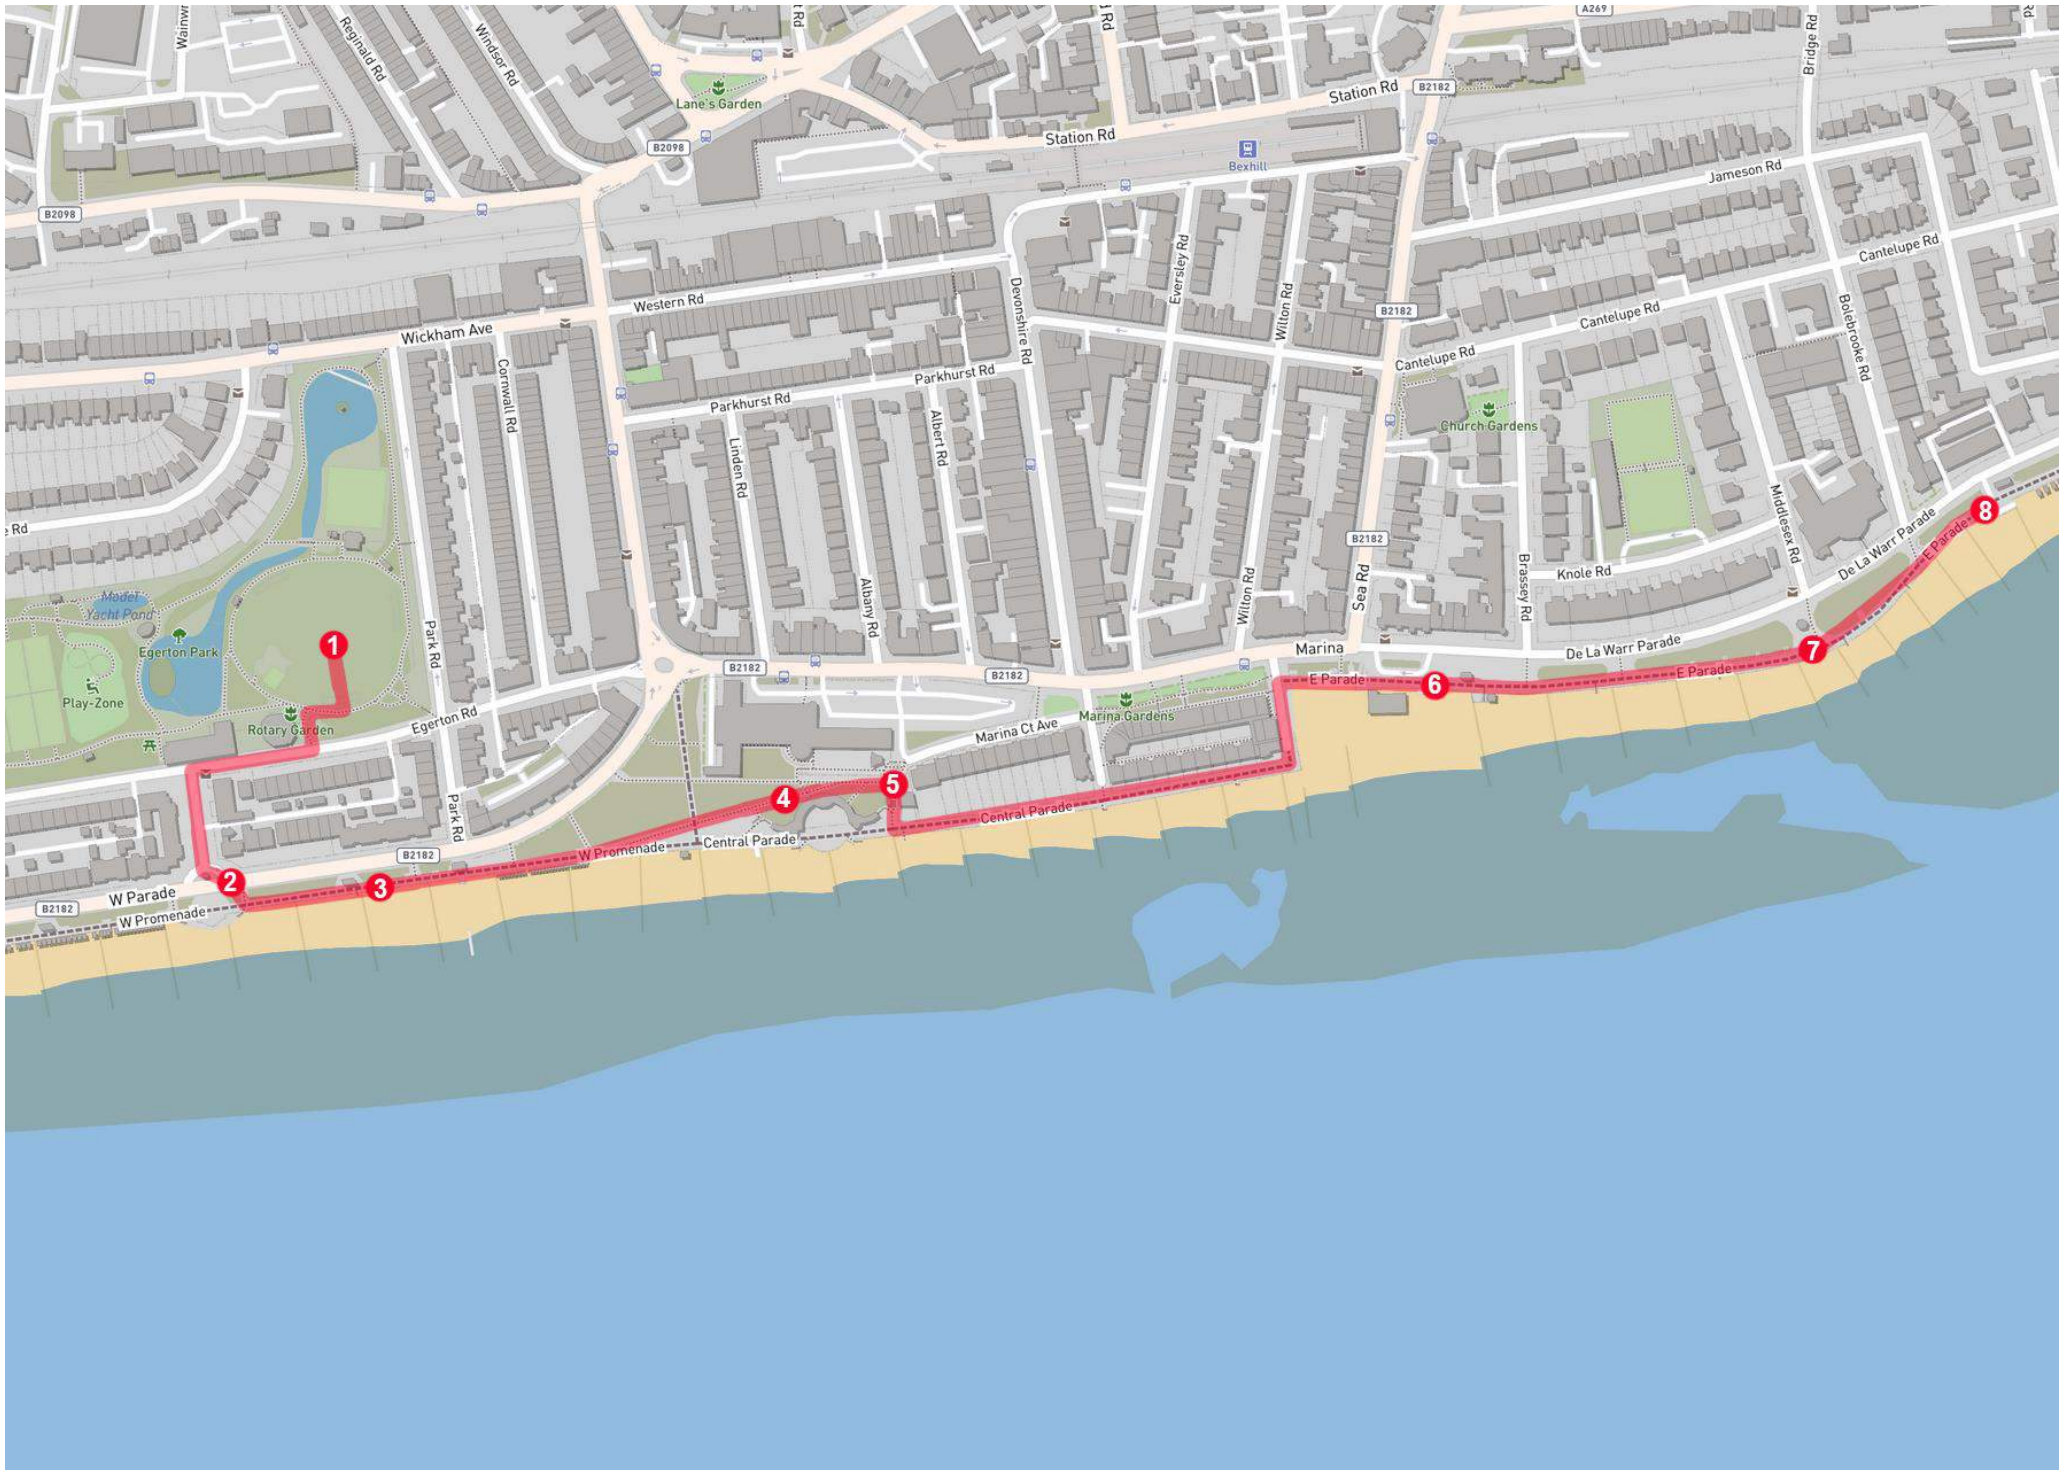 A269
Wainwr
Reginald Rd
Windsor Rd
t Rd
d Rd
Bridge Rd
Rd
Lane's Garden
Station Rd
B2182
Station Rd
B2098
Bexhill
Jameson Rd
B2098
Cantelupe Rd
Eversley Rd
Western Rd
Devonshire Rd
Wilton Rd
B2182
Cantelupe Rd
Bolebrooke Rd
Wickham Ave
Cornwall Rd
Cantelupe Rd
Parkhurst Rd
Parkhurst Rd
Albert Rd
Church Gardens
Linden Rd
e Rd
Middlesex Rd
8
E Parade
De La Warr Parade
B2182
Sea Rd
Brassey Rd
Knole Rd
Model
Yacht Pond
Albany Rd
Wilton Rd
Park Rd
1
Egerton Park
Marina
De La Warr Parade
7
B2182
B2182
E Parade
6
E Parade
Play-Zone
Rotary Garden
Egerton Rd
Marina Gardens
Marina Ct Ave
5
4
Park Rd
Central Parade
Central Parade
W Promenade
B2182
2
3
W Parade
B2182
W Promenade